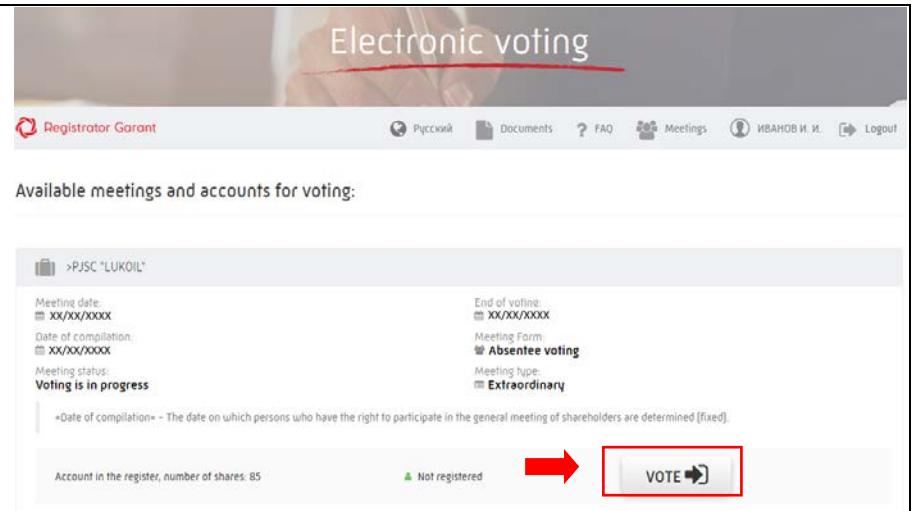 Electronic voting
Registrator Garant
Русский Documents ? FAQ Meetings ИВАНОВ И. И. Logout
Available meetings and accounts for voting:
>PJSC "LUKOIL"
Meeting date: End of voting:
XX/XX/XXXX XX/XX/XXXX
Date of compilation: Meeting Form:
XX/XX/XXXX Absentee voting
Meeting status: Meeting type:
Voting is in progress Extraordinary
«Date of compilation» – The date on which persons who have the right to participate in the general meeting of shareholders are determined (fixed).
Account in the register, number of shares: 85 Not registered VOTE